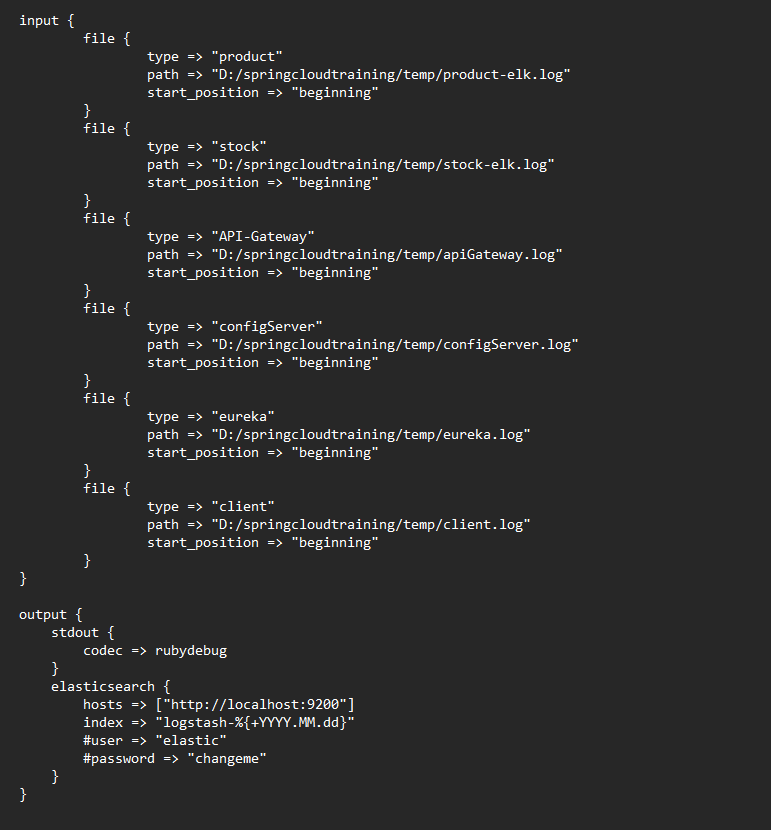 input {
        file {
                type => "product"
                path => "D:/springcloudtraining/temp/product-elk.log"
                start_position => "beginning"
        }
        file {
                type => "stock"
                path => "D:/springcloudtraining/temp/stock-elk.log"
                start_position => "beginning"
        }
        file {
                type => "API-Gateway"
                path => "D:/springcloudtraining/temp/apiGateway.log"
                start_position => "beginning"
        }
        file {
                type => "configServer"
                path => "D:/springcloudtraining/temp/configServer.log"
                start_position => "beginning"
        }
        file {
                type => "eureka"
                path => "D:/springcloudtraining/temp/eureka.log"
                start_position => "beginning"
        }
        file {
                type => "client"
                path => "D:/springcloudtraining/temp/client.log"
                start_position => "beginning"
        }
}

output {
    stdout {
        codec => rubydebug
    }
    elasticsearch {
        hosts => ["http://localhost:9200"]
        index => "logstash-%{+YYYY.MM.dd}"
        #user => "elastic"
        #password => "changeme"
    }
}